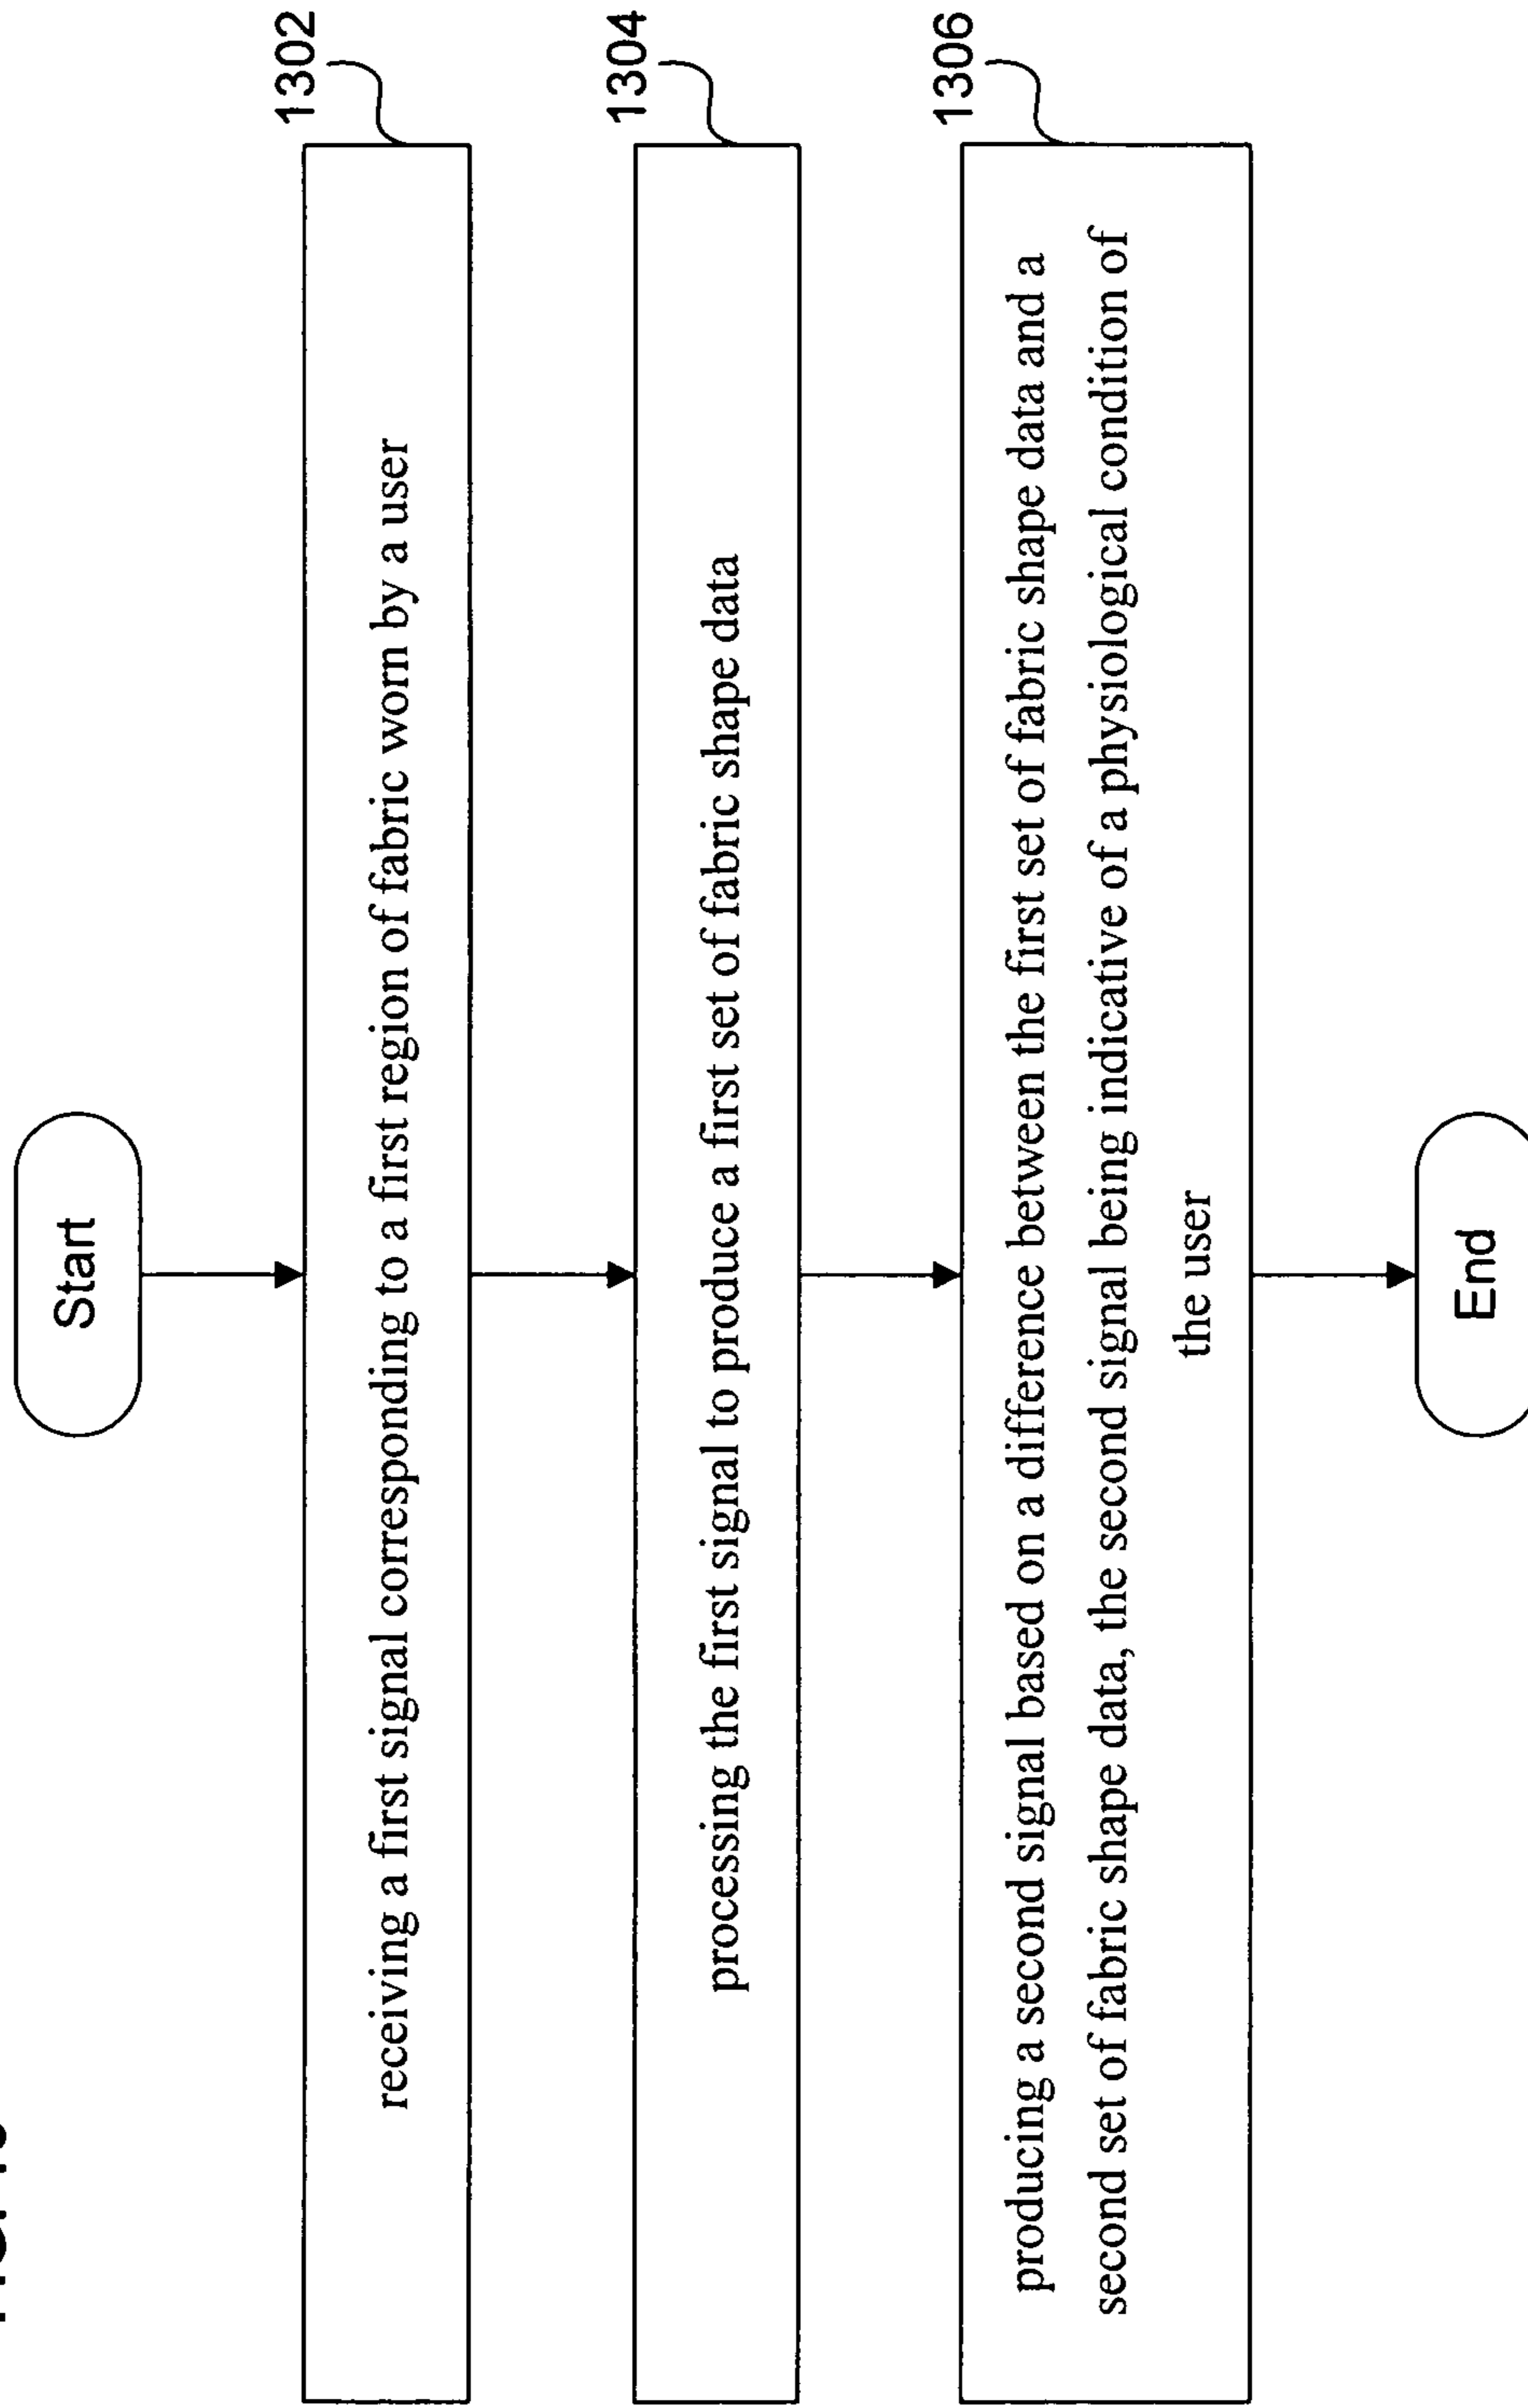 Start
1302
receiving a first signal corresponding to a first region of fabric worn by a user
1304
processing the first signal to produce a first set of fabric shape data
1306
producing a second signal based on a difference between the first set of fabric shape data and a
second set of fabric shape data, the second signal being indicative of a physiological condition of
the user
End